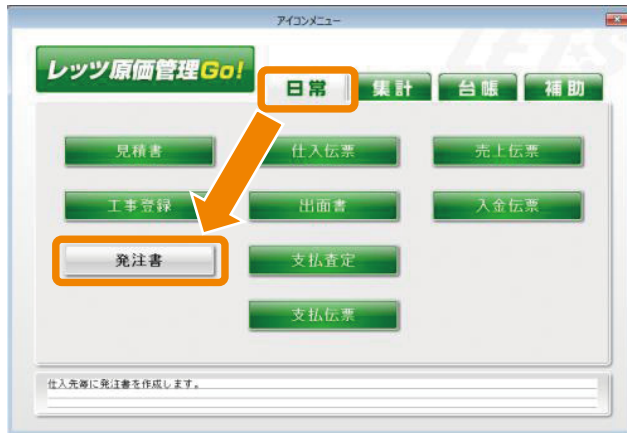 アイコンメニュー
レッツ原価管理Go!
LETS
日常 集計 台帳 補助
見積書 仕入伝票 売上伝票
工事登録 出面書 入金伝票
発注書 支払査定
支払伝票
仕入先毎に発注書を作成します。